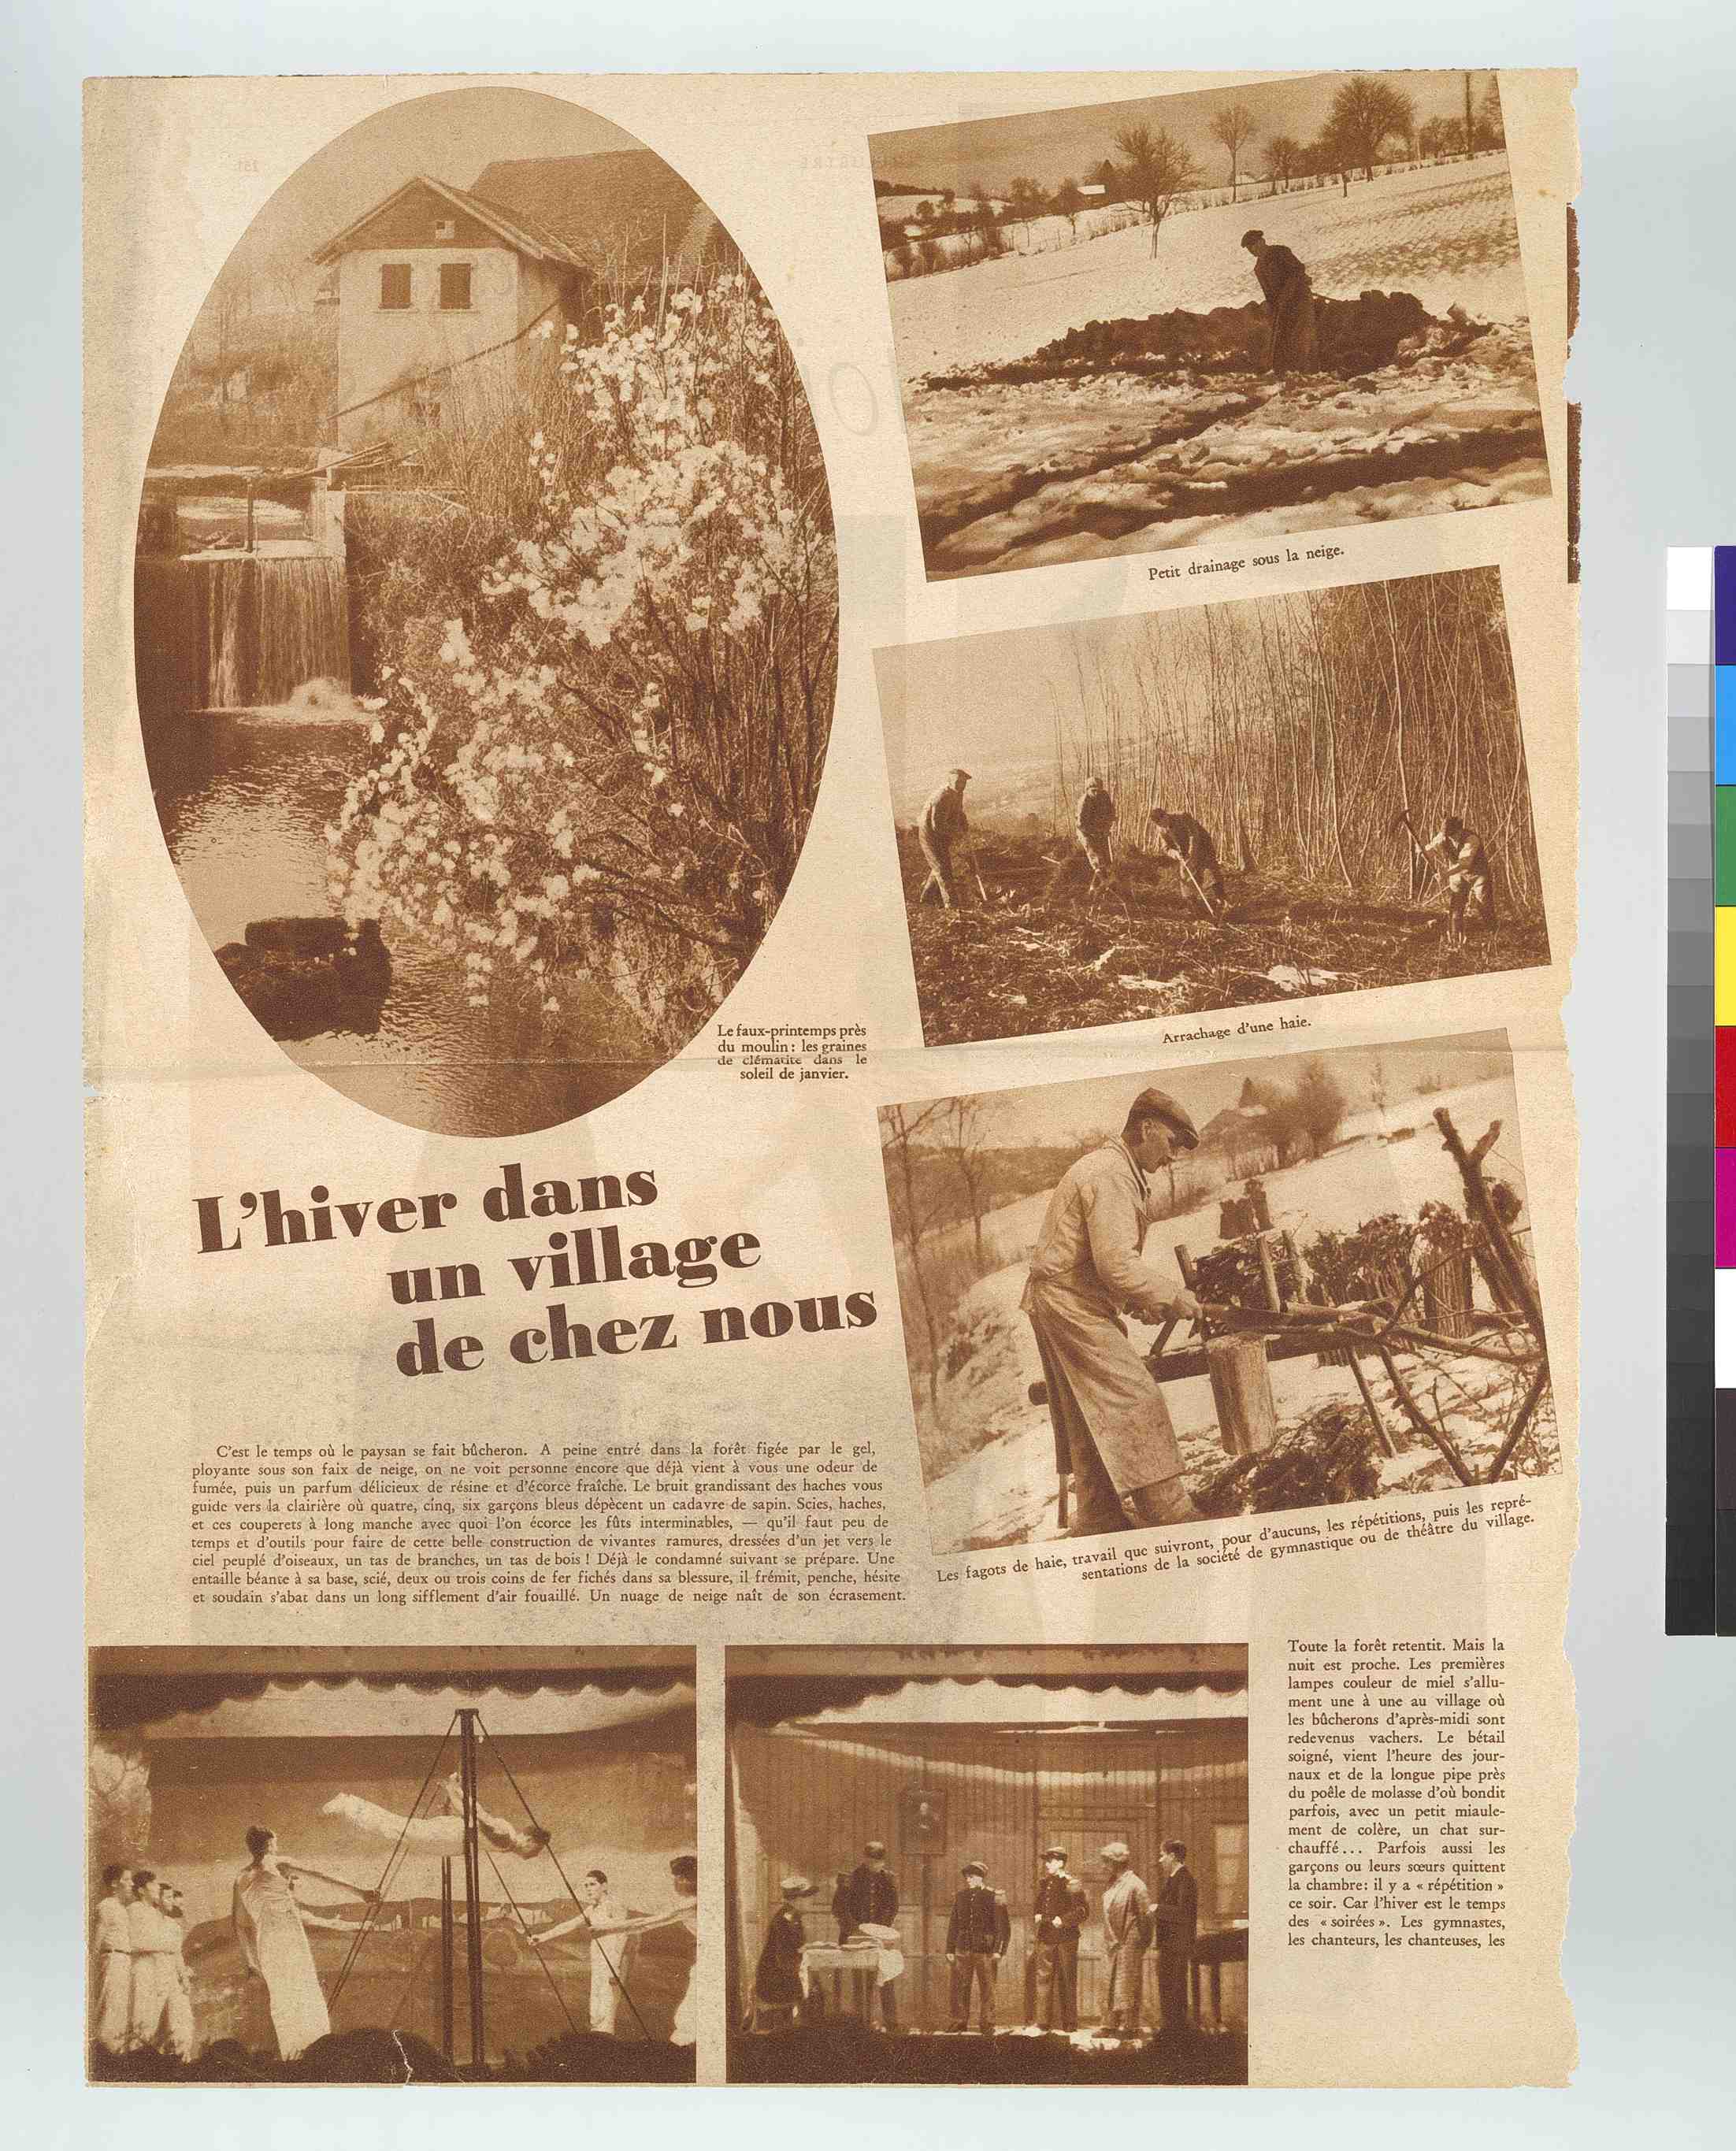 Petit drainage sous la neige.
Le faux-printemps près
du moulin : les graines
de clématite dans le
soleil de janvier.
Arrachage d'une haie.
L'hiver dans
un village
de chez nous
C'est le temps où le paysan se fait bûcheron. A peine entré dans la forêt figée par le gel,
ployante sous son faix de neige, on ne voit personne encore que déjà vient à vous une odeur de
fumée, puis un parfum délicieux de résine et d'écorce fraîche. Le bruit grandissant des haches vous
guide vers la clairière où quatre, cinq, six garçons bleus dépècent un cadavre de sapin. Scies, haches,
et ces couperets à long manche avec quoi l'on écorce les fûts interminables, — qu'il faut peu de
temps et d'outils pour faire de cette belle construction de vivantes ramures, dressées d'un jet vers le
ciel peuplé d'oiseaux, un tas de branches, un tas de bois ! Déjà le condamné suivant se prépare. Une
entaille béante à sa base, scié, deux ou trois coins de fer fichés dans sa blessure, il frémit, penche, hésite
et soudain s'abat dans un long sifflement d'air fouaillé. Un nuage de neige naît de son écrasement.
Les fagots de haie, travail que suivront, pour d'aucuns, les répétitions, puis les repré-
sentations de la société de gymnastique ou de théâtre du village.
Toute la forêt retentit. Mais la
nuit est proche. Les premières
lampes couleur de miel s'allu-
ment une à une au village où
les bûcherons d'après-midi sont
redevenus vachers. Le bétail
soigné, vient l'heure des jour-
naux et de la longue pipe près
du poêle de molasse d'où bondit
parfois, avec un petit miaule-
ment de colère, un chat sur-
chauffé... Parfois aussi les
garçons ou leurs sœurs quittent
la chambre: il y a « répétition »
ce soir. Car l'hiver est le temps
des « soirées ». Les gymnastes,
les chanteurs, les chanteuses, les